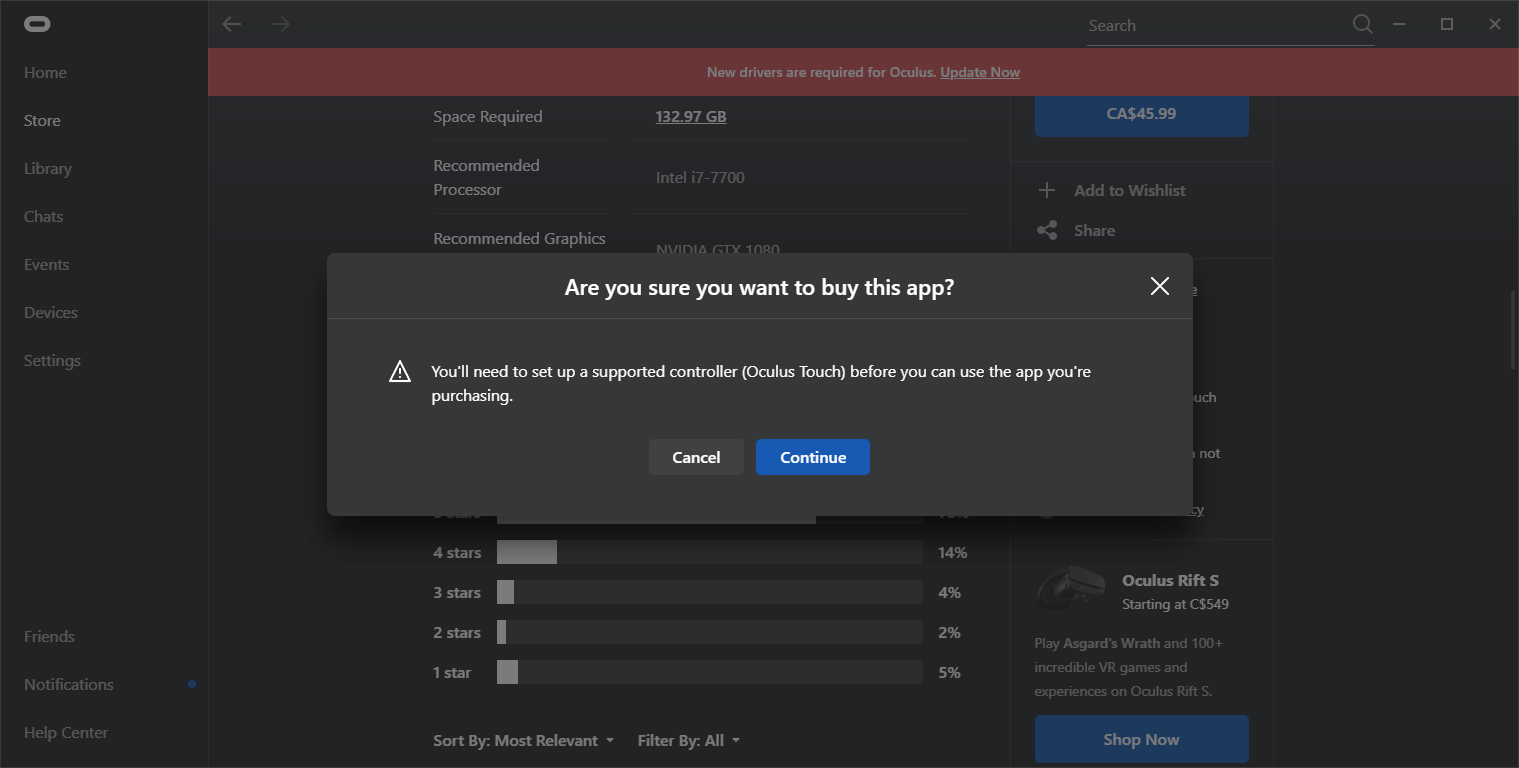 Search
Home
Store
Library
Chats
Events
Devices
Settings
Friends
Notifications
Help Center
New drivers are required for Oculus. Update Now
Space Required
132.97 GB
Recommended
Processor
Intel i7-7700
Recommended Graphics
NVIDIA GTX 1080
CA$45.99
Add to Wishlist
Share
Are you sure you want to buy this app?
You'll need to set up a supported controller (Oculus Touch) before you can use the app you're
purchasing.
Cancel
Continue
not
4 stars
14%
3 stars
4%
2 stars
2%
1 star
5%
Sort By: Most Relevant
Filter By: All
Oculus Rift S
Starting at C$549
Play Asgard's Wrath and 100+
incredible VR games and
experiences on Oculus Rift S.
Shop Now